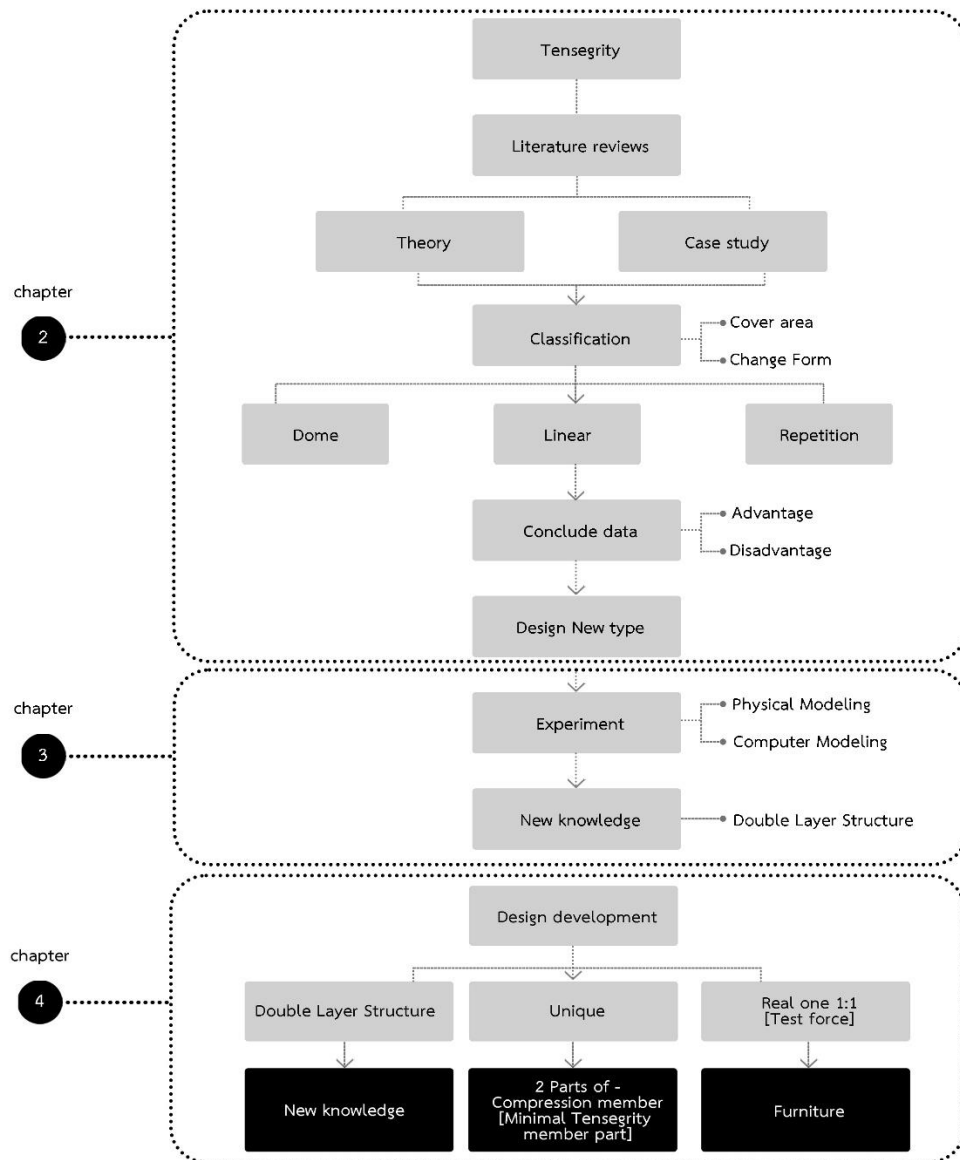 Tensegrity
Literature reviews
Theory
Case study
chapter
2
Classification
Cover area
Change Form
Dome
Linear
Repetition
Conclude data
Advantage
Disadvantage
Design New type
chapter
3
Experiment
Physical Modeling
Computer Modeling
New knowledge
Double Layer Structure
chapter
4
Design development
Double Layer Structure
Unique
Real one 1:1
[Test force]
New knowledge
2 Parts of -
Compression member
[Minimal Tensegrity
member part]
Furniture